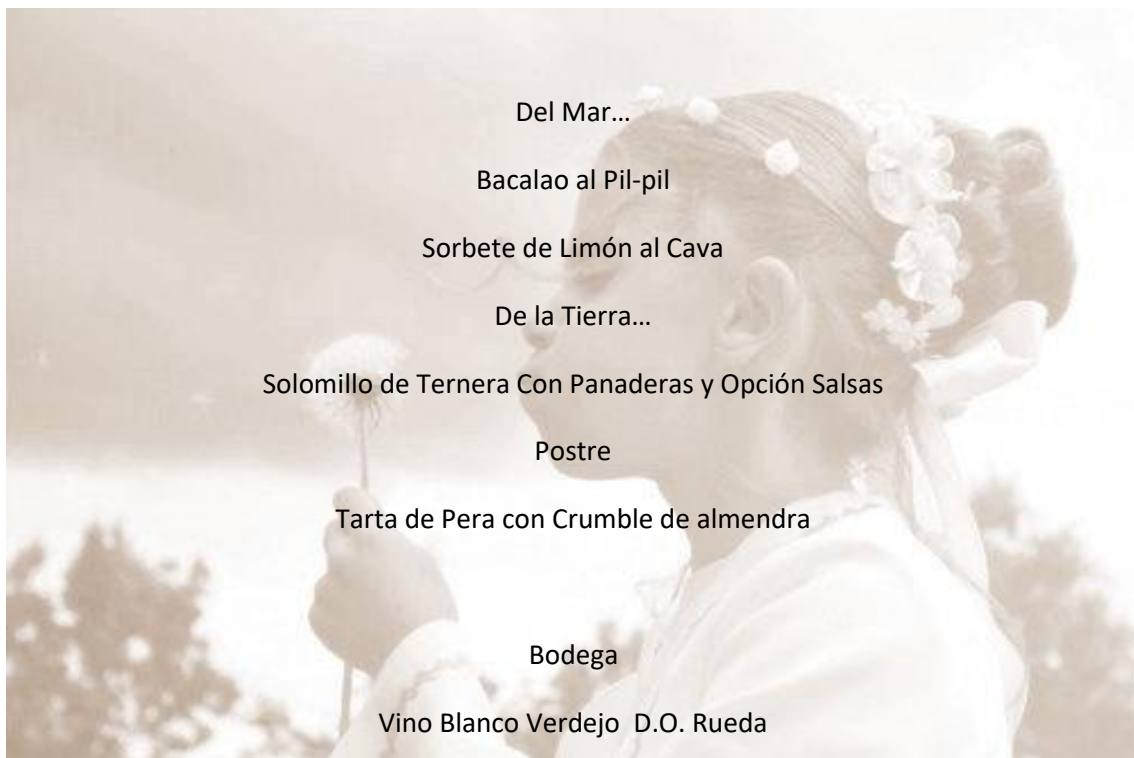 Del Mar…
Bacalao al Pil-pil
Sorbete de Limón al Cava
De la Tierra…
Solomillo de Ternera Con Panaderas y Opción Salsas
Postre
Tarta de Pera con Crumble de almendra
Bodega
Vino Blanco Verdejo  D.O. Rueda